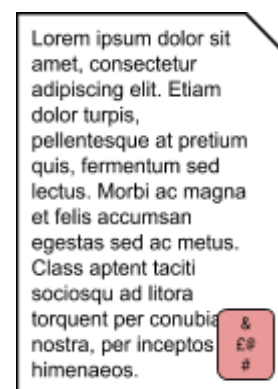 Lorem ipsum dolor sit
amet, consectetur
adipiscing elit. Etiam
dolor turpis,
pellentesque at pretium
quis, fermentum sed
lectus. Morbi ac magna
et felis accumsan
egestas sed ac metus.
Class aptent taciti
sociosqu ad litora
torquent per conubia
nostra, per inceptos
himenaeos.
&
£@
#